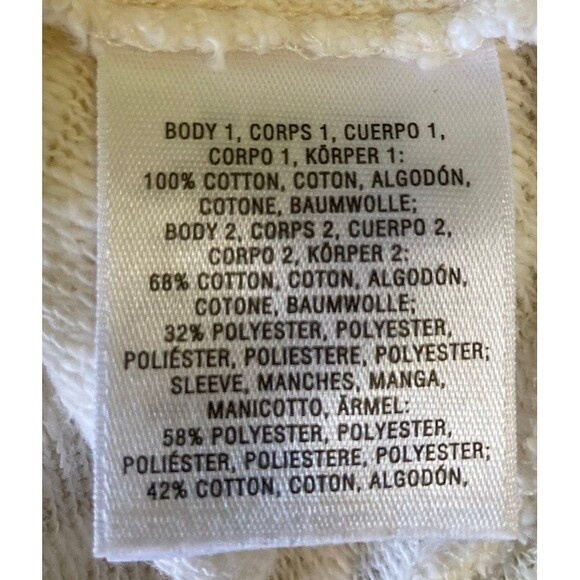 BODY 1, CORPS 1, CUERPO 1,
CORPO 1, KÖRPER 1:
100% COTTON, COTON, ALGODÓN,
COTONE, BAUMWOLLE;
BODY 2, CORPS 2, CUERPO 2,
CORPO 2, KÖRPER 2:
68% COTTON, COTON, ALGODÓN,
COTONE, BAUMWOLLE;
32% POLYESTER, POLYESTER,
POLIÉSTER, POLIESTERE, POLYESTER;
SLEEVE, MANCHES, MANGA,
MANICOTTO, ÄRMEL:
58% POLYESTER, POLYESTER,
POLIÉSTER, POLIESTERE, POLYESTER;
42% COTTON, COTON, ALGODÓN,